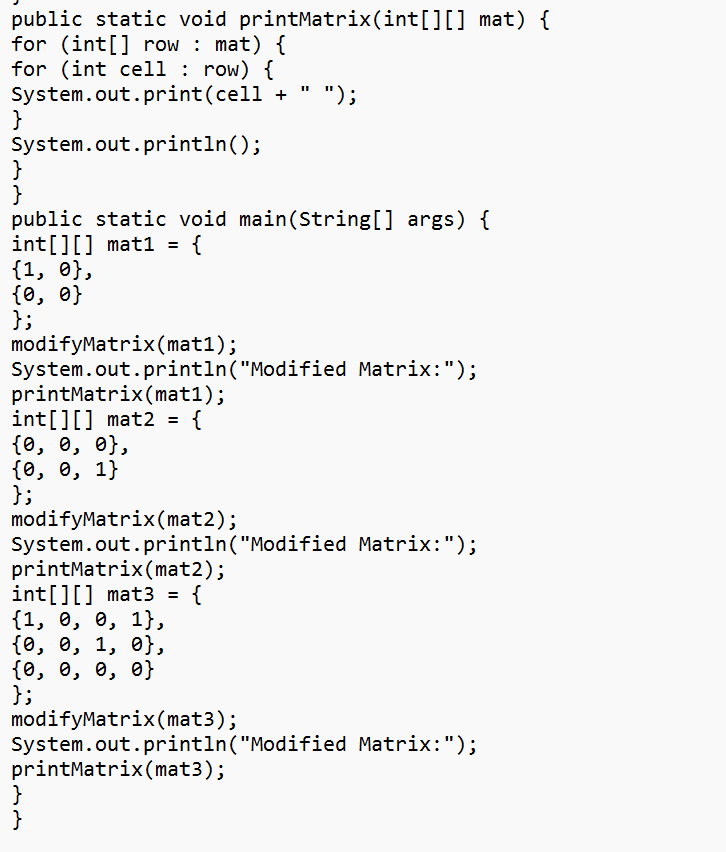 }
public static void printMatrix(int[][] mat) {
for (int[] row : mat) {
for (int cell : row) {
System.out.print(cell + " ");
}
System.out.println();
}
}
public static void main(String[] args) {
int[][] mat1 = {
{1, 0},
{0, 0}
};
modifyMatrix(mat1);
System.out.println("Modified Matrix:");
printMatrix(mat1);
int[][] mat2 = {
{0, 0, 0},
{0, 0, 1}
};
modifyMatrix(mat2);
System.out.println("Modified Matrix:");
printMatrix(mat2);
int[][] mat3 = {
{1, 0, 0, 1},
{0, 0, 1, 0},
{0, 0, 0, 0}
};
modifyMatrix(mat3);
System.out.println("Modified Matrix:");
printMatrix(mat3);
}
}